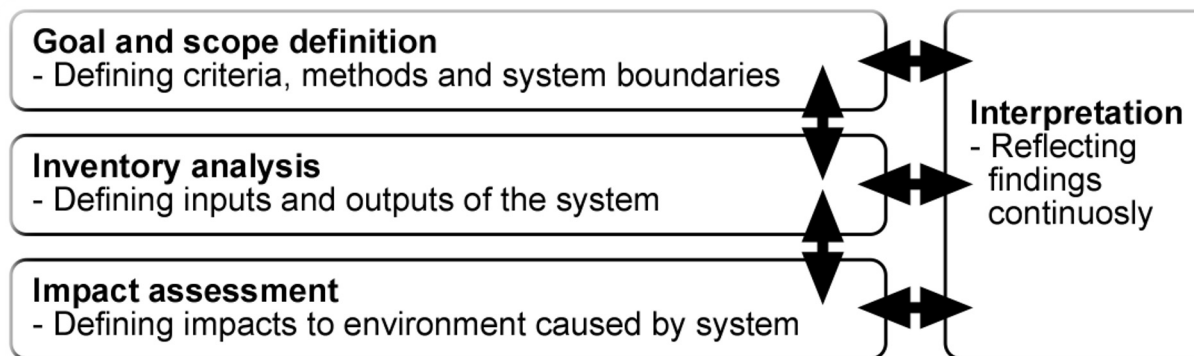 Goal and scope definition
- Defining criteria, methods and system boundaries
Inventory analysis
- Defining inputs and outputs of the system
Impact assessment
- Defining impacts to environment caused by system
Interpretation
- Reflecting
findings
continuosly